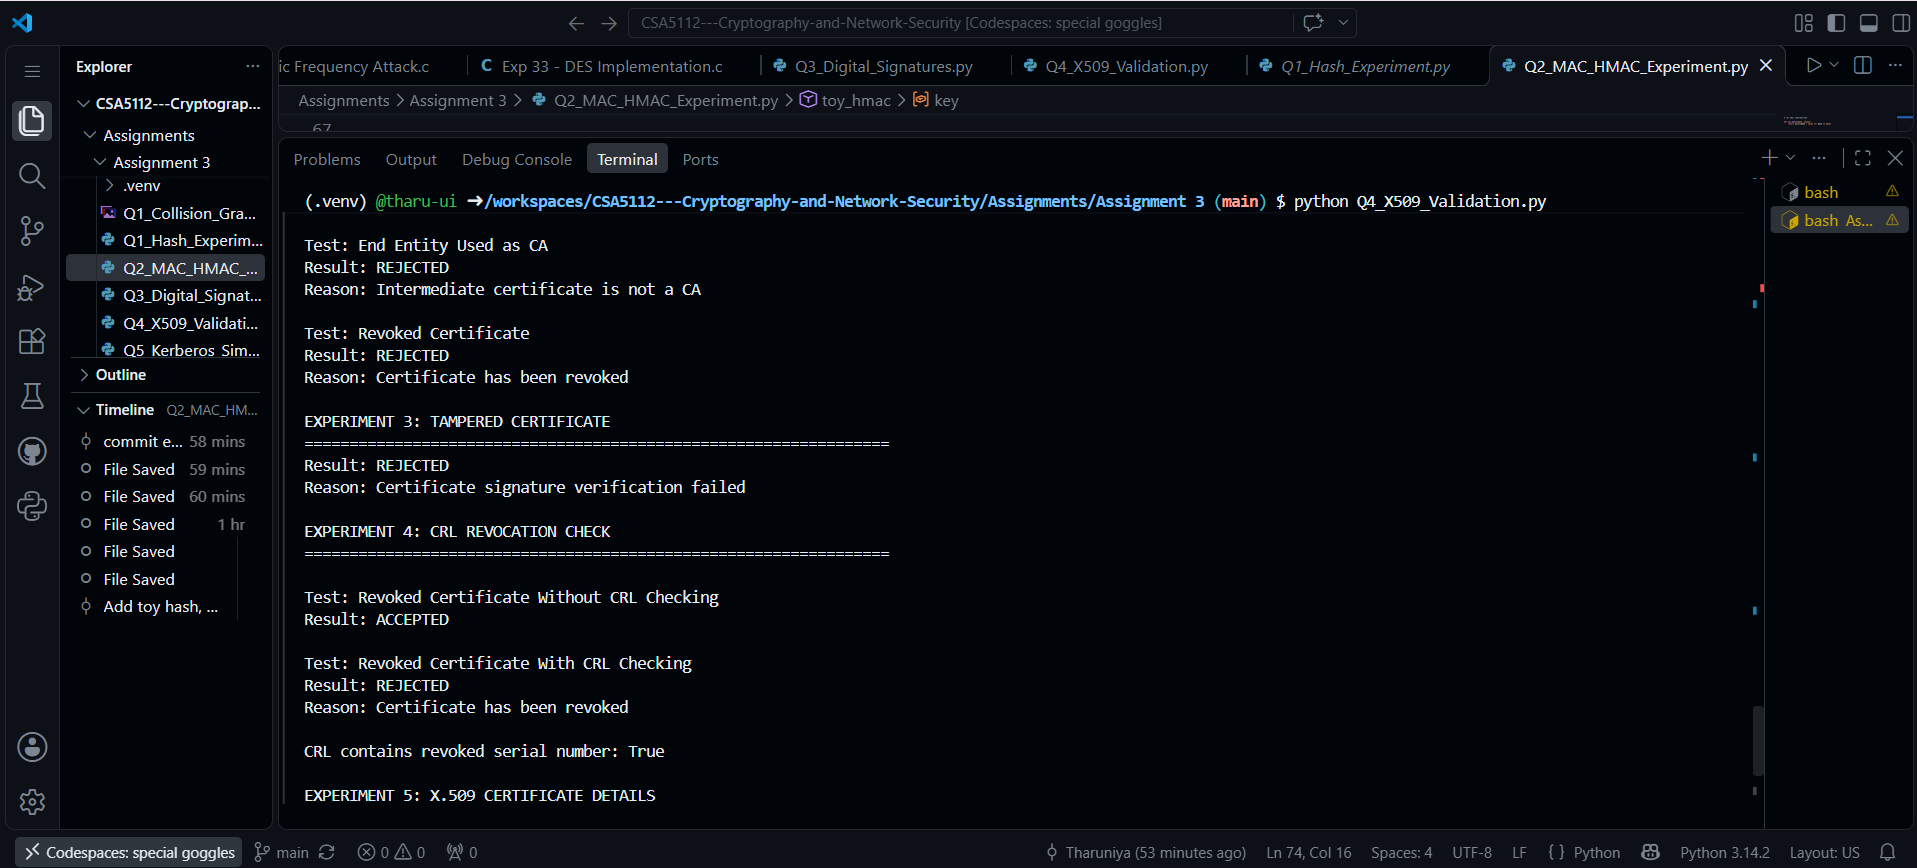 CSA5112---Cryptography-and-Network-Security [Codespaces: special goggles]
Explorer
CSA5112---Cryptograp...
Assignments
Assignment 3
.venv
Q1_Collision_Gra...
Q1_Hash_Experim...
Q2_MAC_HMAC_...
Q3_Digital_Signat...
Q4_X509_Validati...
Q5_Kerberos_Sim...
Outline
Timeline Q2_MAC_HM...
commit e... 58 mins
File Saved 59 mins
File Saved 60 mins
File Saved 1 hr
File Saved
File Saved
Add toy hash, ...
ic Frequency Attack.c
C Exp 33 - DES Implementation.c
Q3_Digital_Signatures.py
Q4_X509_Validation.py
Q1_Hash_Experiment.py
Q2_MAC_HMAC_Experiment.py
Assignments > Assignment 3 > Q2_MAC_HMAC_Experiment.py > toy_hmac > key
67
Problems Output Debug Console Terminal Ports
(.venv) @tharu-ui ➜/workspaces/CSA5112---Cryptography-and-Network-Security/Assignments/Assignment 3 (main) $ python Q4_X509_Validation.py
Test: End Entity Used as CA
Result: REJECTED
Reason: Intermediate certificate is not a CA
Test: Revoked Certificate
Result: REJECTED
Reason: Certificate has been revoked
EXPERIMENT 3: TAMPERED CERTIFICATE
=================================================================
Result: REJECTED
Reason: Certificate signature verification failed
EXPERIMENT 4: CRL REVOCATION CHECK
=================================================================
Test: Revoked Certificate Without CRL Checking
Result: ACCEPTED
Test: Revoked Certificate With CRL Checking
Result: REJECTED
Reason: Certificate has been revoked
CRL contains revoked serial number: True
EXPERIMENT 5: X.509 CERTIFICATE DETAILS
bash
bash As...
Codespaces: special goggles main 0 0 0 Tharuniya (53 minutes ago) Ln 74, Col 16 Spaces: 4 UTF-8 LF {} Python Python 3.14.2 Layout: US